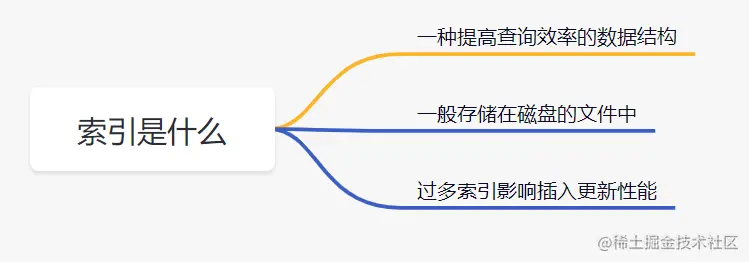 一种提高查询效率的数据结构
索引是什么
一般存储在磁盘的文件中
过多索引影响插入更新性能
@稀土掘金技术社区